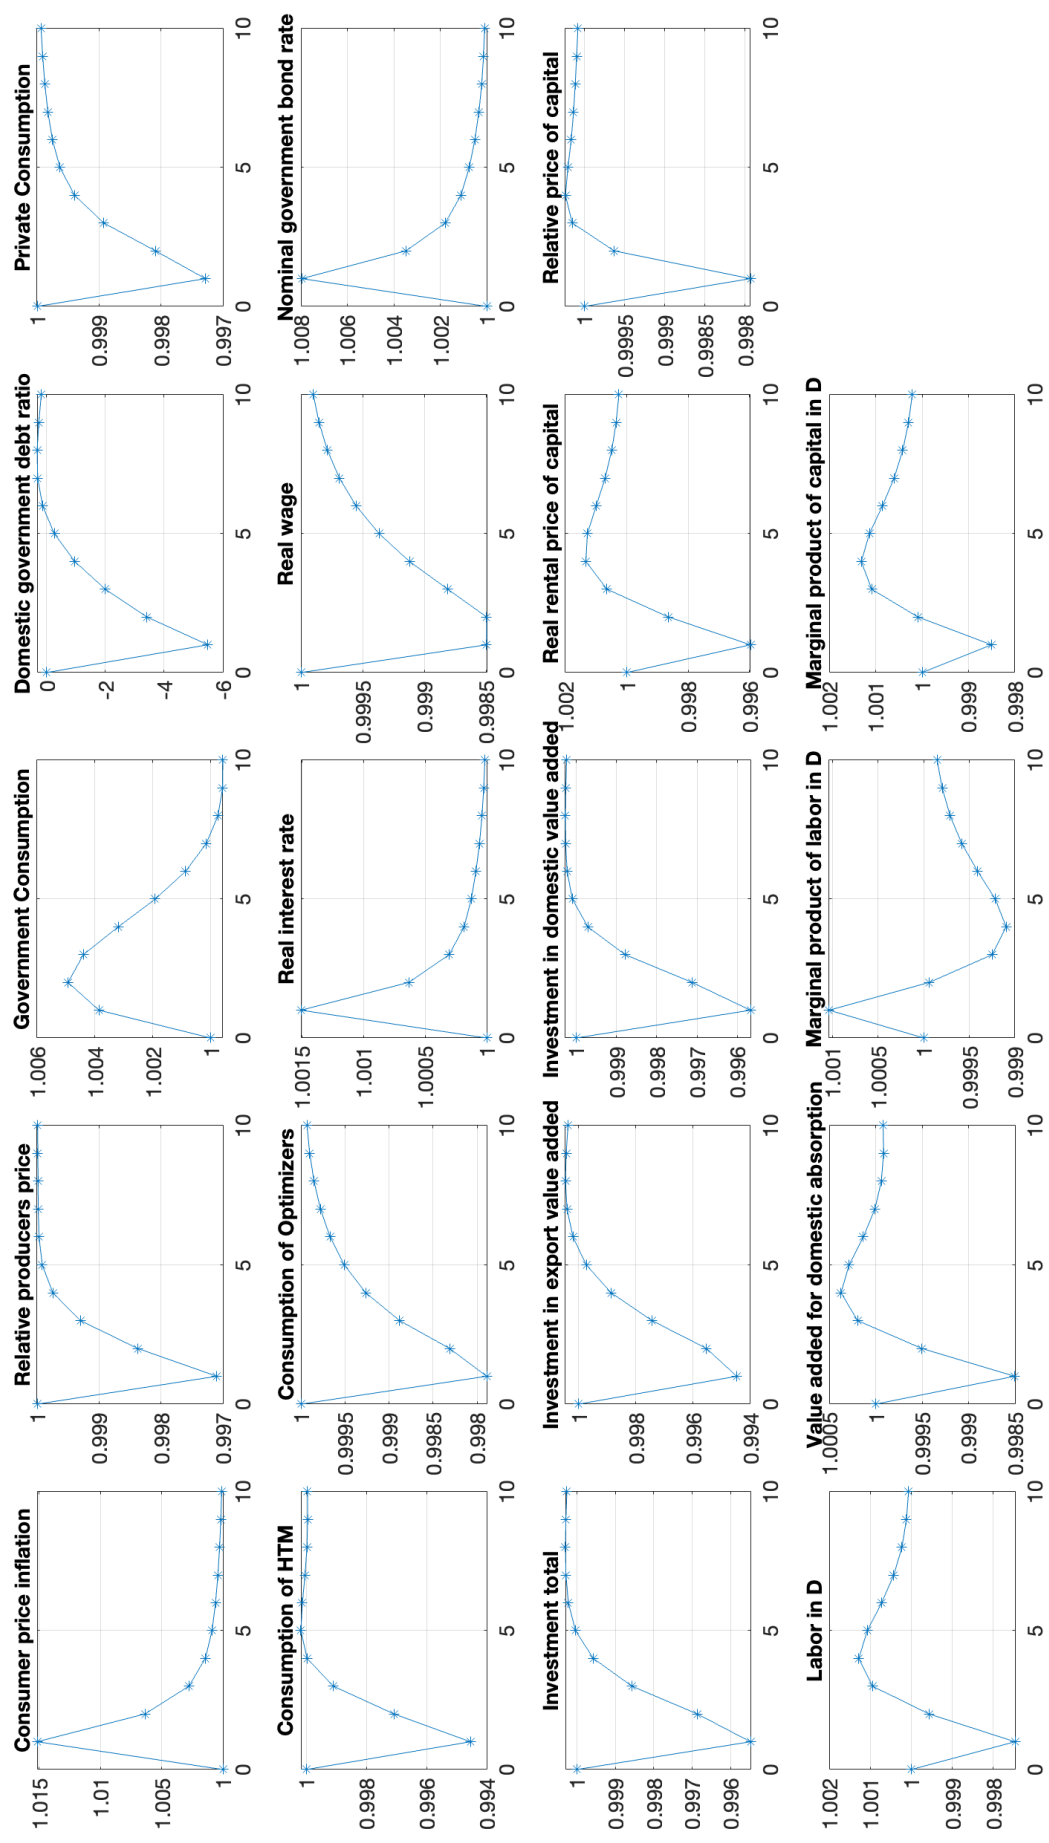 Consumer price inflation
1.015
1.01
1.005
1
0 5 10
Relative producers price
1
0.999
0.998
0.997
0 5 10
Government Consumption
1.006
1.004
1.002
1
0 5 10
Domestic government debt ratio
0
-2
-4
-6
0 5 10
Private Consumption
1
0.999
0.998
0.997
0 5 10
Consumption of HTM
1
0.998
0.996
0.994
0 5 10
Consumption of Optimizers
1
0.9995
0.999
0.9985
0.998
0 5 10
Real interest rate
1.0015
1.001
1.0005
1
0 5 10
Real wage
1
0.9995
0.999
0.9985
0 5 10
Nominal government bond rate
1.008
1.006
1.004
1.002
1
0 5 10
Investment total
1
0.999
0.998
0.997
0.996
0 5 10
Investment in export value added
1
0.998
0.996
0.994
0 5 10
Investment in domestic value added
1
0.999
0.998
0.997
0.996
0 5 10
Real rental price of capital
1.002
1
0.998
0.996
0 5 10
Relative price of capital
1
0.9995
0.999
0.9985
0.998
0 5 10
Labor in D
1.002
1.001
1
0.999
0.998
0 5 10
Value added for domestic absorption
1.0005
1
0.9995
0.999
0.9985
0 5 10
Marginal product of labor in D
1.001
1.0005
1
0.9995
0.999
0 5 10
Marginal product of capital in D
1.002
1.001
1
0.999
0.998
0 5 10